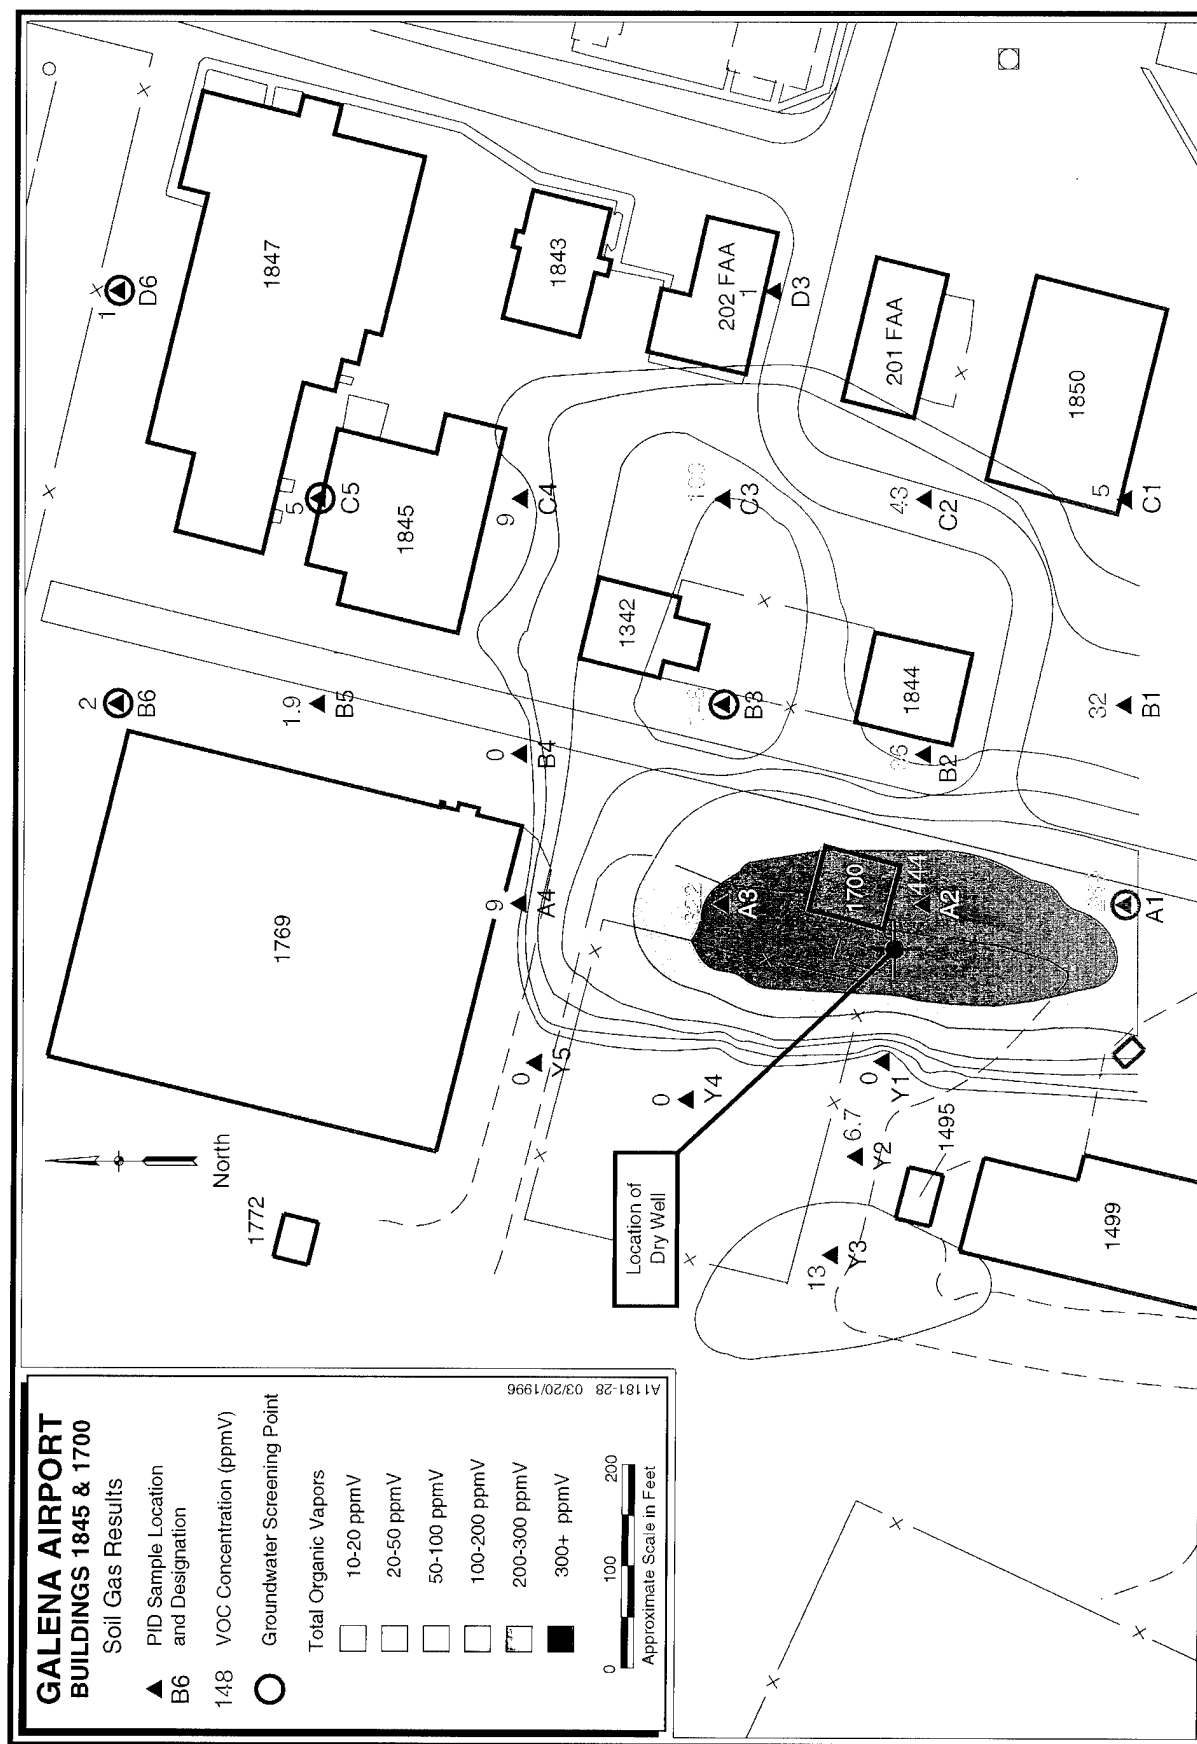 GALENA AIRPORT
BUILDINGS 1845 & 1700
Soil Gas Results
PID Sample Location
and Designation
B6
148 VOC Concentration (ppmV)
Groundwater Screening Point
Total Organic Vapors
10-20 ppmV
20-50 ppmV
50-100 ppmV
100-200 ppmV
200-300 ppmV
300+ ppmV
0 100 200
Approximate Scale in Feet
A1181-28 03/20/1996
North
1772
1769
Location of
Dry Well
1495
1499
13
Y3
6.7
Y2
0
Y1
0
Y4
0
Y5
9
A4
A3
1700
444
A2
A1
2
B6
1.9
B5
0
B4
B3
B2
32
B1
1342
1844
1847
1845
1843
202 FAA
201 FAA
1850
1
D6
5
C5
9
C4
C3
43
C2
5
C1
1
D3